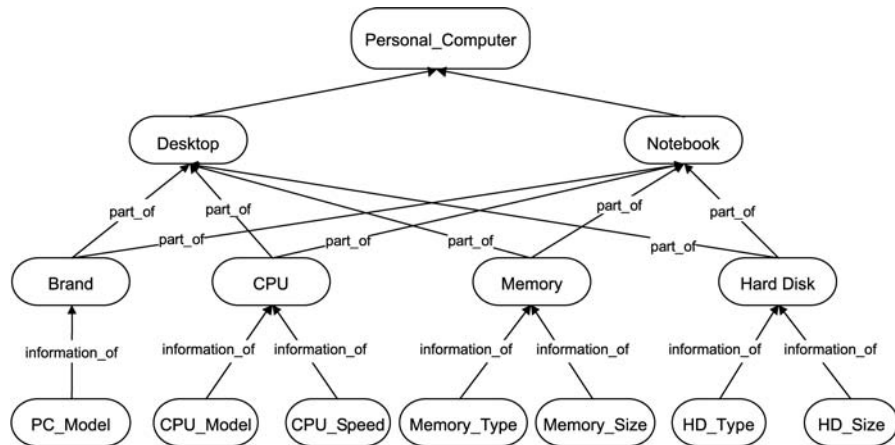 Personal_Computer
Desktop
Notebook
part_of
part_of
part_of
part_of
part_of
part_of
part_of
part_of
Brand
CPU
Memory
Hard Disk
information_of
information_of
information_of
information_of
information_of
information_of
information_of
PC_Model
CPU_Model
CPU_Speed
Memory_Type
Memory_Size
HD_Type
HD_Size